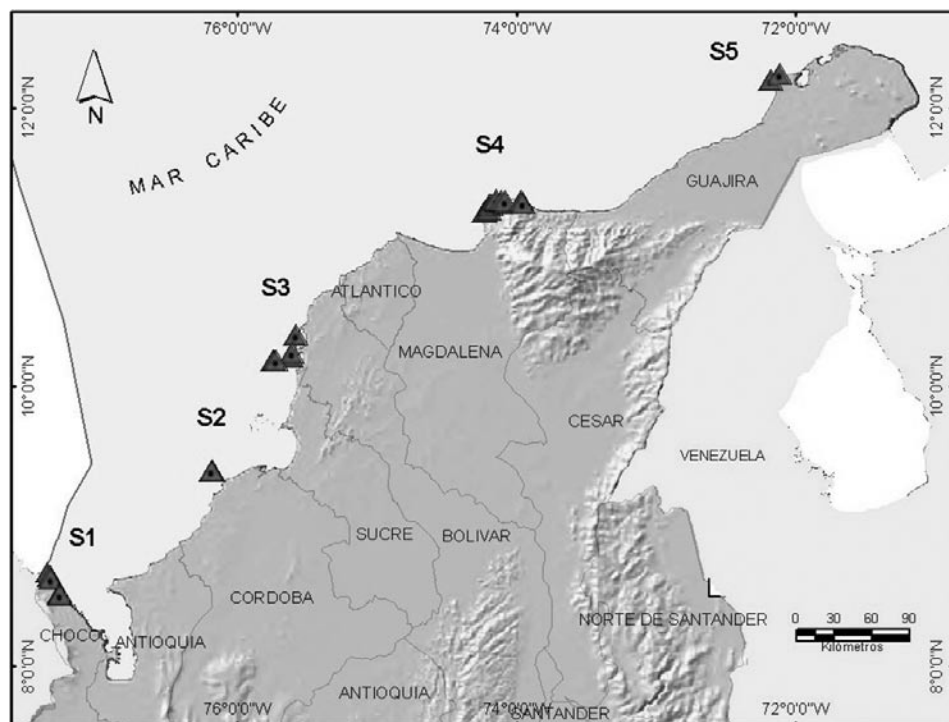 76°0'0"W 74°0'0"W 72°0'0"W
S5
12°0'0"N
12°0'0"N
N
MAR CARIBE
S4
GUAJIRA
S3
ATLANTICO
MAGDALENA
10°0'0"N
10°0'0"N
S2
CESAR
VENEZUELA
S1
SUCRE
BOLIVAR
CORDOBA
NORTE DE SANTANDER
0 15 30 60 90
Kilómetros
CHOCO
ANTIOQUIA
8°0'0"N
8°0'0"N
ANTIOQUIA
76°0'0"W 74°0'0"W 72°0'0"W
SANTANDER